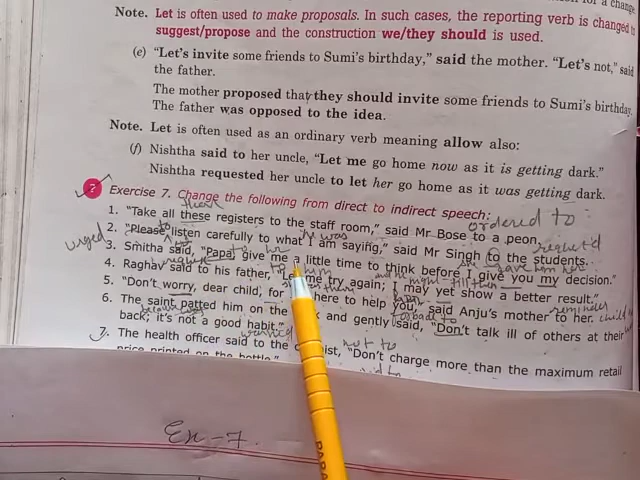 Note. Let is often used to make proposals. In such cases, the reporting verb is changed to
suggest/propose and the construction we/they should is used.
(e) "Let's invite some friends to Sumi's birthday," said the mother. "Let's not," said
the father.
The mother proposed that they should invite some friends to Sumi's birthday.
The father was opposed to the idea.
Note. Let is often used as an ordinary verb meaning allow also:
(f) Nishtha said to her uncle, "Let me go home now as it is getting dark."
Nishtha requested her uncle to let her go home as it was getting dark.
? Exercise 7. Change the following from direct to indirect speech:
ordered to
1. "Take all these registers to the staff room," said Mr Bose to a peon.
2. "Please listen carefully to what I am saying," said Mr Singh to the students.
urged
3. Smitha said, "Papa, give me a little time to think before I give you my decision."
4. Raghav said to his father, "Let me try again; I may yet show a better result."
5. "Don't worry, dear child; for here to help you," said Anju's mother to her.
6. The saint patted him on the and gently said, "Don't talk ill of others at their
back; it's not a good habit."
not to
7. The health officer said to the "Don't charge more than the maximum retail
price printed on the bottle."
Ex-7.